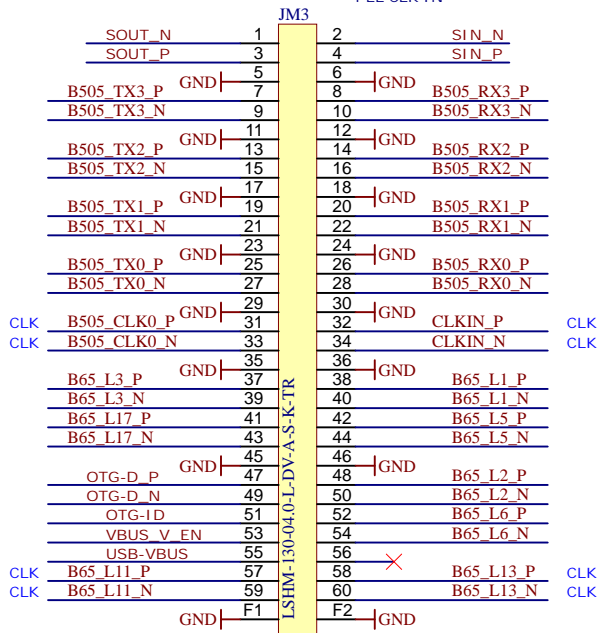 JM3
SOUT_N 1 2 SIN_N
SOUT_P 3 4 SIN_P
GND 5 6 GND
B505_TX3_P 7 8 B505_RX3_P
B505_TX3_N 9 10 B505_RX3_N
GND 11 12 GND
B505_TX2_P 13 14 B505_RX2_P
B505_TX2_N 15 16 B505_RX2_N
GND 17 18 GND
B505_TX1_P 19 20 B505_RX1_P
B505_TX1_N 21 22 B505_RX1_N
GND 23 24 GND
B505_TX0_P 25 26 B505_RX0_P
B505_TX0_N 27 28 B505_RX0_N
GND 29 30 GND
CLK B505_CLK0_P 31 32 CLKIN_P CLK
CLK B505_CLK0_N 33 34 CLKIN_N CLK
GND 35 36 GND
B65_L3_P 37 38 B65_L1_P
B65_L3_N 39 40 B65_L1_N
B65_L17_P 41 42 B65_L5_P
B65_L17_N 43 44 B65_L5_N
GND 45 46 GND
OTG-D_P 47 48 B65_L2_P
OTG-D_N 49 50 B65_L2_N
OTG-ID 51 52 B65_L6_P
VBUS_V_EN 53 54 B65_L6_N
USB-VBUS 55 56
CLK B65_L11_P 57 58 B65_L13_P CLK
CLK B65_L11_N 59 60 B65_L13_N CLK
GND F1 F2 GND
LSHM-130-04.0-L-DV-A-S-K-TR